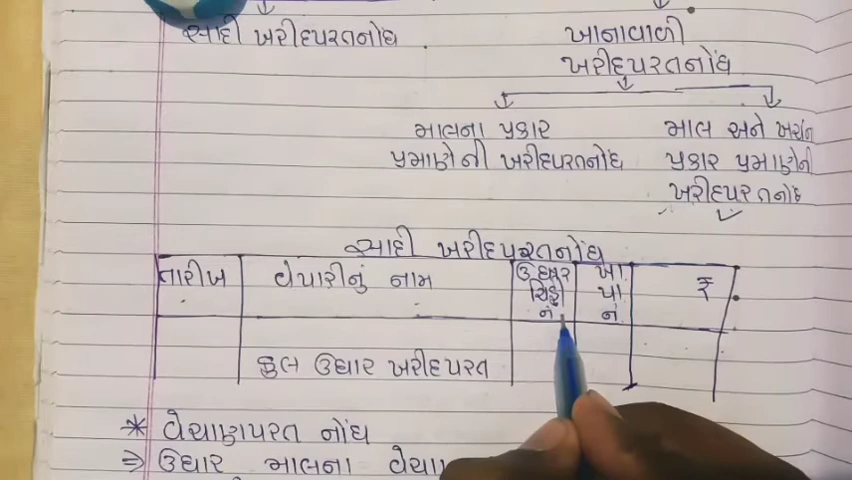 સાદી ખરીદપરતનોંધ
ખાનાવાળી
ખરીદપરતનોંધ
માલના પ્રકાર
પ્રમાણેની ખરીદપરતનોંધ
માલ અને ખર્ચના
પ્રકાર પ્રમાણેની
ખરીદપરતનોંધ
સાદી ખરીદપરતનોંધ
તારીખ વેપારીનું નામ ઉધાર ચિઠ્ઠી નં ખા પા નં ₹
કુલ ઉધાર ખરીદપરત
* વેચાણપરત નોંધ
⇒ ઉધાર માલના